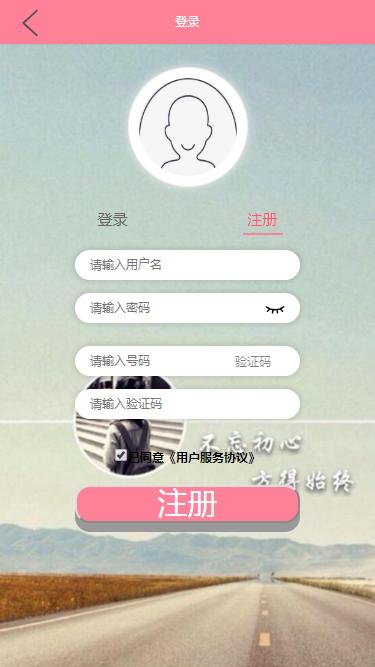 登录
登录 注册
请输入用户名
请输入密码
请输入号码 验证码
请输入验证码
不忘初心
已同意《用户服务协议》
方得始终
注册